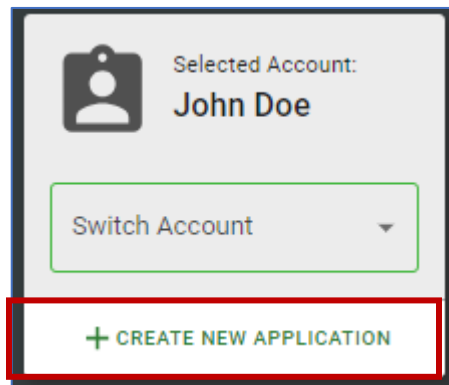 Selected Account:
John Doe
Switch Account
+ CREATE NEW APPLICATION